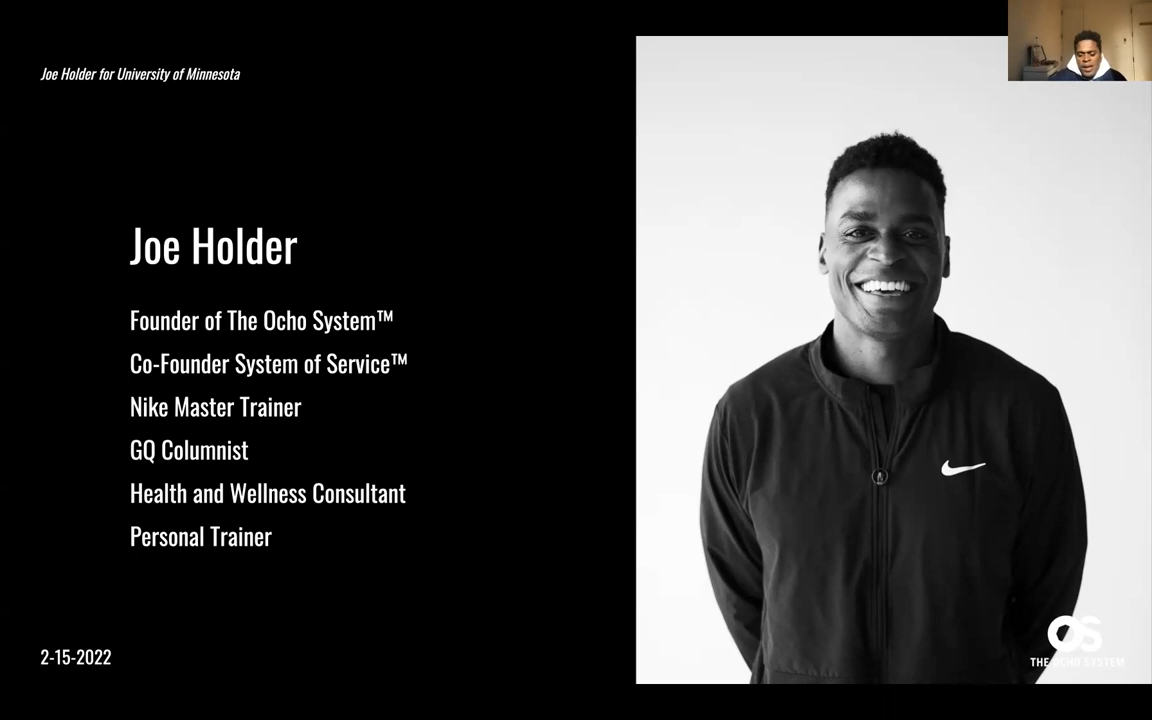 Joe Holder for University of Minnesota
Joe Holder
Founder of The Ocho System™
Co-Founder System of Service™
Nike Master Trainer
GQ Columnist
Health and Wellness Consultant
Personal Trainer
2-15-2022
OS
THE OCHO SYSTEM